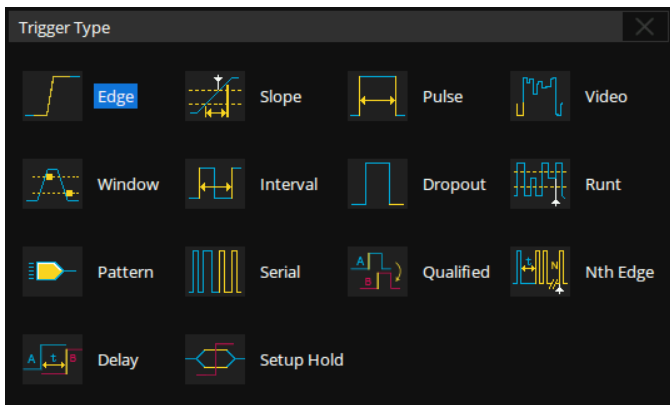 Trigger Type
Edge Slope Pulse Video
Window Interval Dropout Runt
A B t N
Pattern Serial Qualified Nth Edge
A t B
Delay Setup Hold